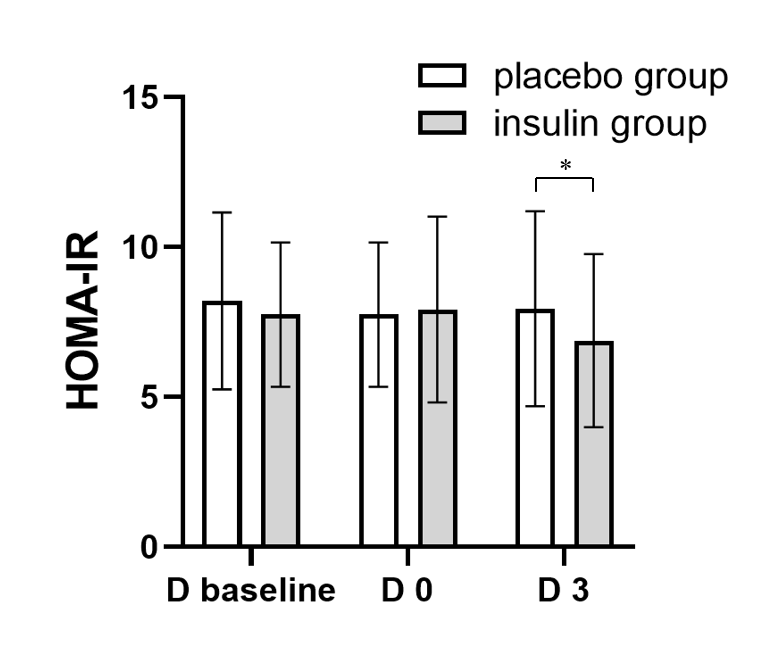 placebo group
insulin group
*
HOMA-IR
15
10
5
0
D baseline D 0 D 3